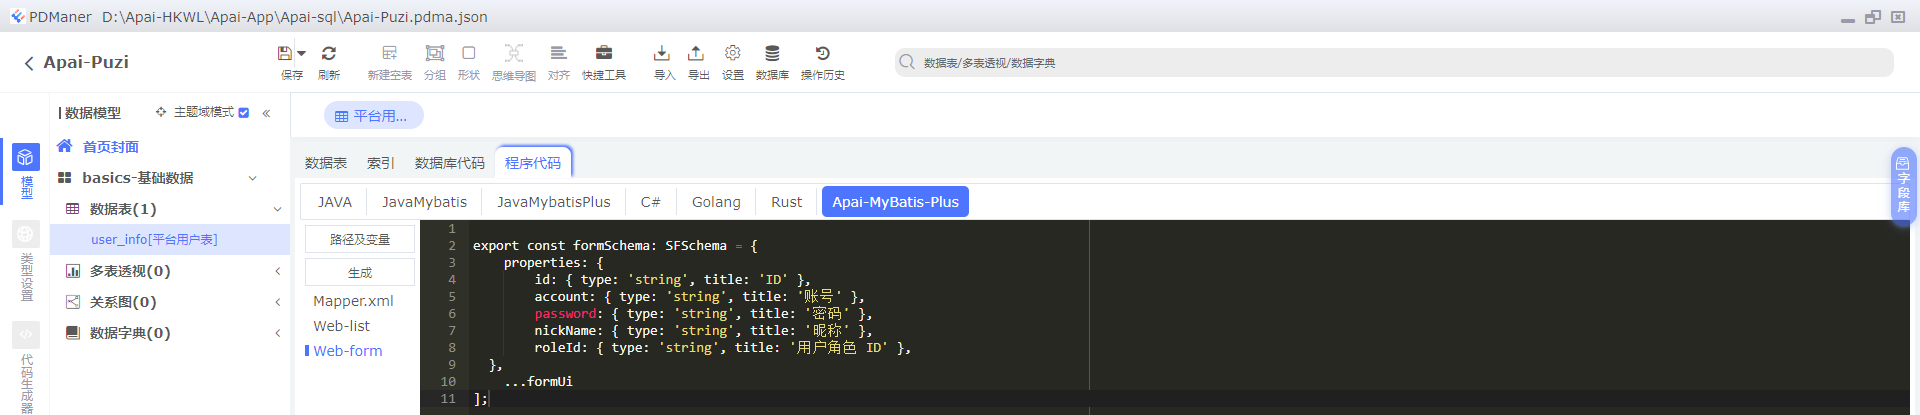 PDManer D:\Apai-HKWL\Apai-App\Apai-sql\Apai-Puzi.pdma.json
Apai-Puzi
保存 刷新 新建空表 分组 形状 思维导图 对齐 快捷工具 导入 导出 设置 数据库 操作历史
数据表/多表透视/数据字典
数据模型 主题域模式 «
平台用...
模型
类型设置
代码生成器
首页封面
basics-基础数据
数据表(1)
user_info[平台用户表]
多表透视(0)
关系图(0)
数据字典(0)
数据表 索引 数据库代码 程序代码
JAVA JavaMybatis JavaMybatisPlus C# Golang Rust Apai-MyBatis-Plus
路径及变量
生成
Mapper.xml
Web-list
Web-form
1
2 export const formSchema: SFSchema = {
3 properties: {
4 id: { type: 'string', title: 'ID' },
5 account: { type: 'string', title: '账号' },
6 password: { type: 'string', title: '密码' },
7 nickName: { type: 'string', title: '昵称' },
8 roleId: { type: 'string', title: '用户角色 ID' },
9 },
10 ...formUi
11 ];
字段库